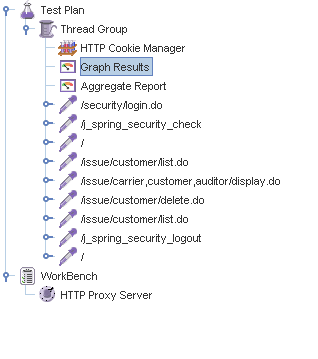 Test Plan
Thread Group
HTTP Cookie Manager
Graph Results
Aggregate Report
/security/login.do
/j_spring_security_check
/
/issue/customer/list.do
/issue/carrier,customer,auditor/display.do
/issue/customer/delete.do
/issue/customer/list.do
/j_spring_security_logout
/
WorkBench
HTTP Proxy Server